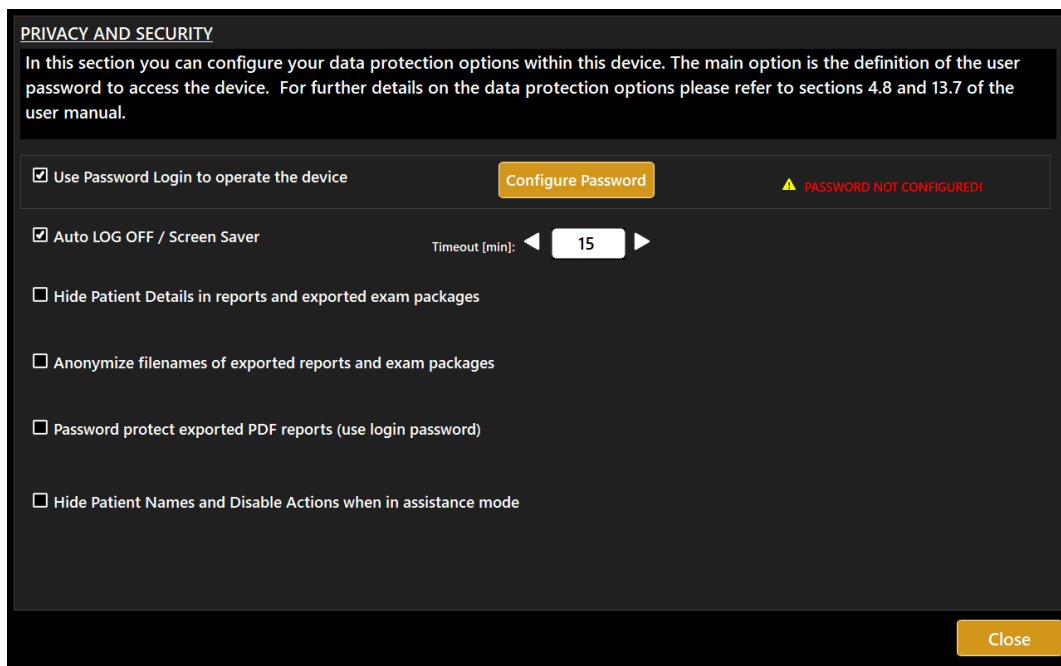 PRIVACY AND SECURITY
In this section you can configure your data protection options within this device. The main option is the definition of the user
password to access the device.  For further details on the data protection options please refer to sections 4.8 and 13.7 of the
user manual.
Use Password Login to operate the device
Configure Password
PASSWORD NOT CONFIGURED!
Auto LOG OFF / Screen Saver
Timeout [min]:
15
Hide Patient Details in reports and exported exam packages
Anonymize filenames of exported reports and exam packages
Password protect exported PDF reports (use login password)
Hide Patient Names and Disable Actions when in assistance mode
Close